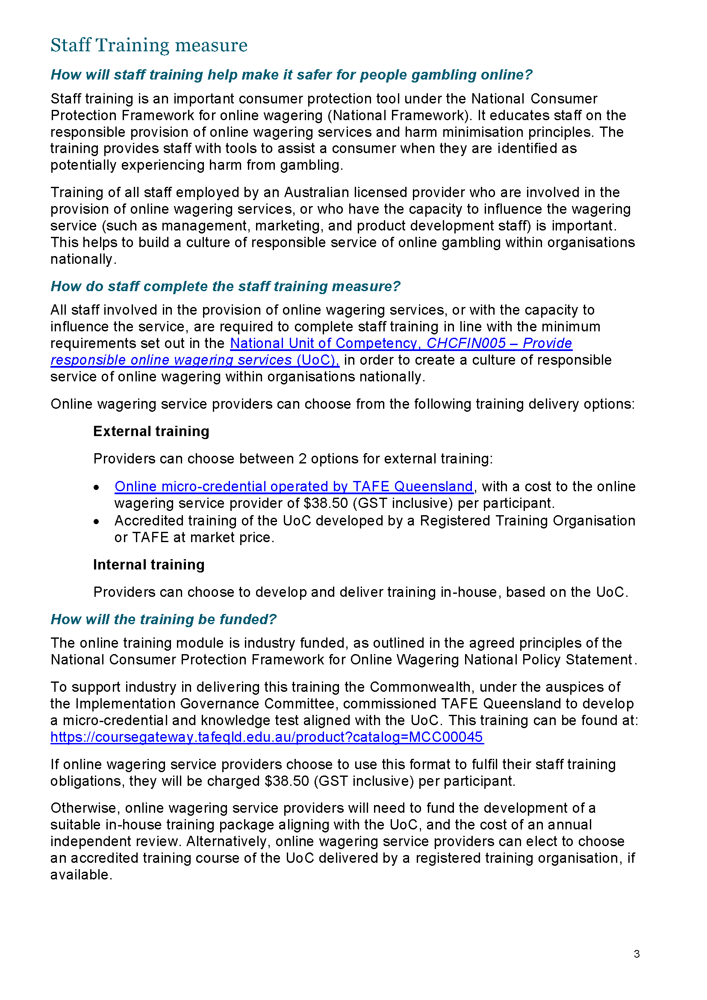 Staff Training measure
How will staff training help make it safer for people gambling online?
Staff training is an important consumer protection tool under the National Consumer
Protection Framework for online wagering (National Framework). It educates staff on the
responsible provision of online wagering services and harm minimisation principles. The
training provides staff with tools to assist a consumer when they are identified as
potentially experiencing harm from gambling.
Training of all staff employed by an Australian licensed provider who are involved in the
provision of online wagering services, or who have the capacity to influence the wagering
service (such as management, marketing, and product development staff) is important.
This helps to build a culture of responsible service of online gambling within organisations
nationally.
How do staff complete the staff training measure?
All staff involved in the provision of online wagering services, or with the capacity to
influence the service, are required to complete staff training in line with the minimum
requirements set out in the National Unit of Competency, CHCFIN005 – Provide
responsible online wagering services (UoC), in order to create a culture of responsible
service of online wagering within organisations nationally.
Online wagering service providers can choose from the following training delivery options:
External training
Providers can choose between 2 options for external training:
• Online micro-credential operated by TAFE Queensland, with a cost to the online
wagering service provider of $38.50 (GST inclusive) per participant.
• Accredited training of the UoC developed by a Registered Training Organisation
or TAFE at market price.
Internal training
Providers can choose to develop and deliver training in-house, based on the UoC.
How will the training be funded?
The online training module is industry funded, as outlined in the agreed principles of the
National Consumer Protection Framework for Online Wagering National Policy Statement.
To support industry in delivering this training the Commonwealth, under the auspices of
the Implementation Governance Committee, commissioned TAFE Queensland to develop
a micro-credential and knowledge test aligned with the UoC. This training can be found at:
https://coursegateway.tafeqld.edu.au/product?catalog=MCC00045
If online wagering service providers choose to use this format to fulfil their staff training
obligations, they will be charged $38.50 (GST inclusive) per participant.
Otherwise, online wagering service providers will need to fund the development of a
suitable in-house training package aligning with the UoC, and the cost of an annual
independent review. Alternatively, online wagering service providers can elect to choose
an accredited training course of the UoC delivered by a registered training organisation, if
available.
3